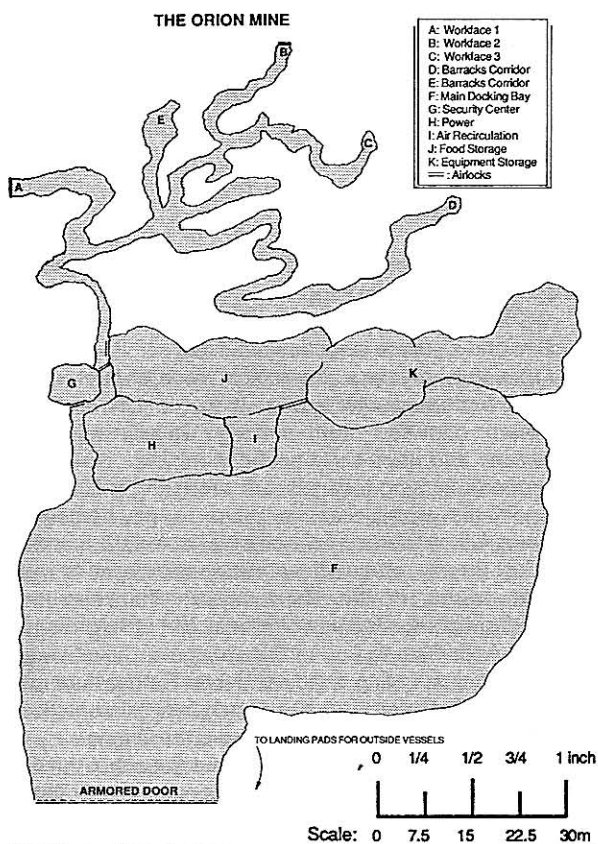 THE ORION MINE
A: Workface 1
B: Workface 2
C: Workface 3
D: Barracks Corridor
E: Barracks Corridor
F: Main Docking Bay
G: Security Center
H: Power
I: Air Recirculation
J: Food Storage
K: Equipment Storage
: Airlocks
B
E
C
A
D
G
J
K
H
I
F
TO LANDING PADS FOR OUTSIDE VESSELS
ARMORED DOOR
0 1/4 1/2 3/4 1 inch
Scale: 0 7.5 15 22.5 30m